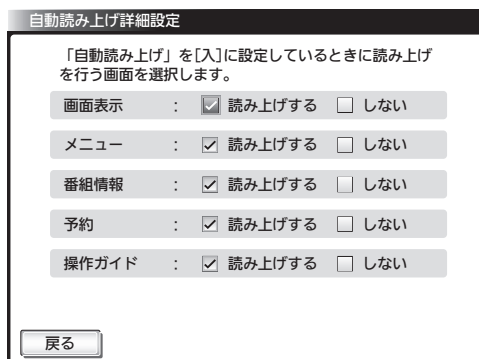 自動読み上げ詳細設定
「自動読み上げ」を[入]に設定しているときに読み上げ
を行う画面を選択します。
画面表示 : 読み上げする しない
メニュー : 読み上げする しない
番組情報 : 読み上げする しない
予約 : 読み上げする しない
操作ガイド : 読み上げする しない
戻る